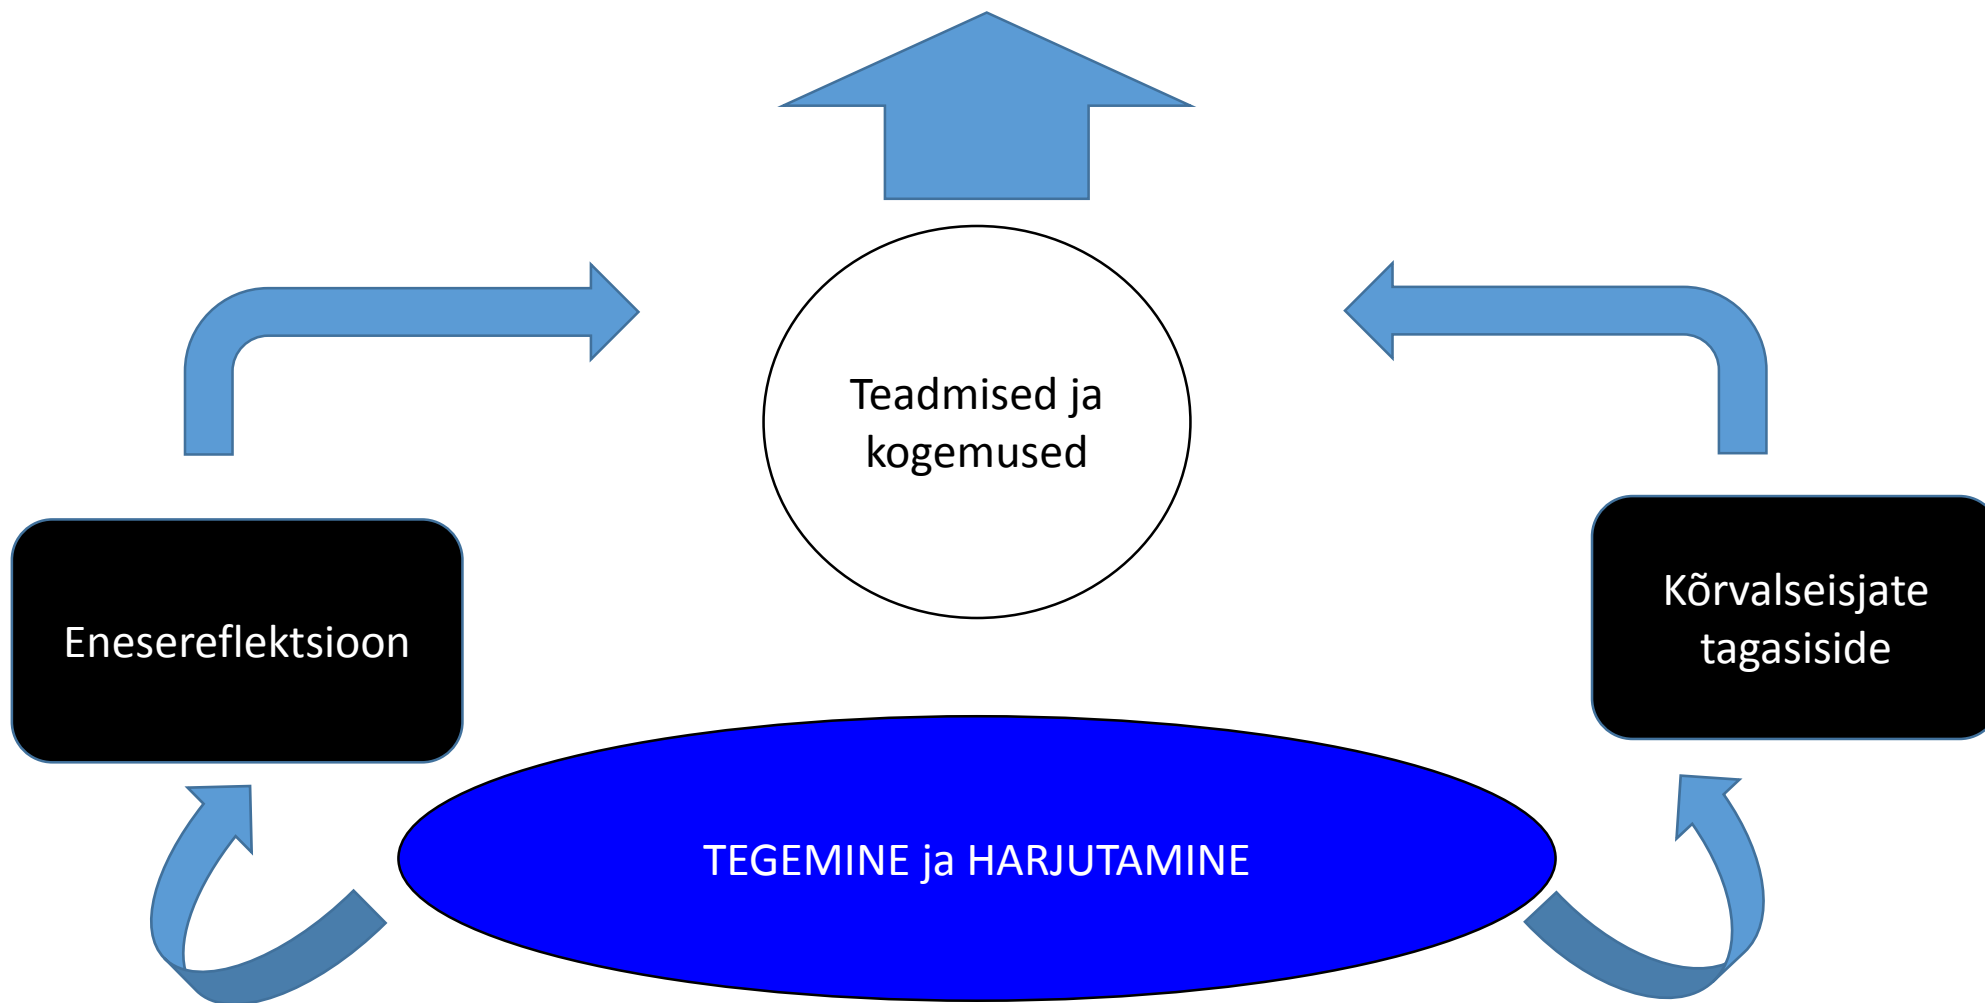 Teadmised ja
kogemused
Enesereflektsioon
Kõrvalseisjate
tagasiside
TEGEMINE ja HARJUTAMINE